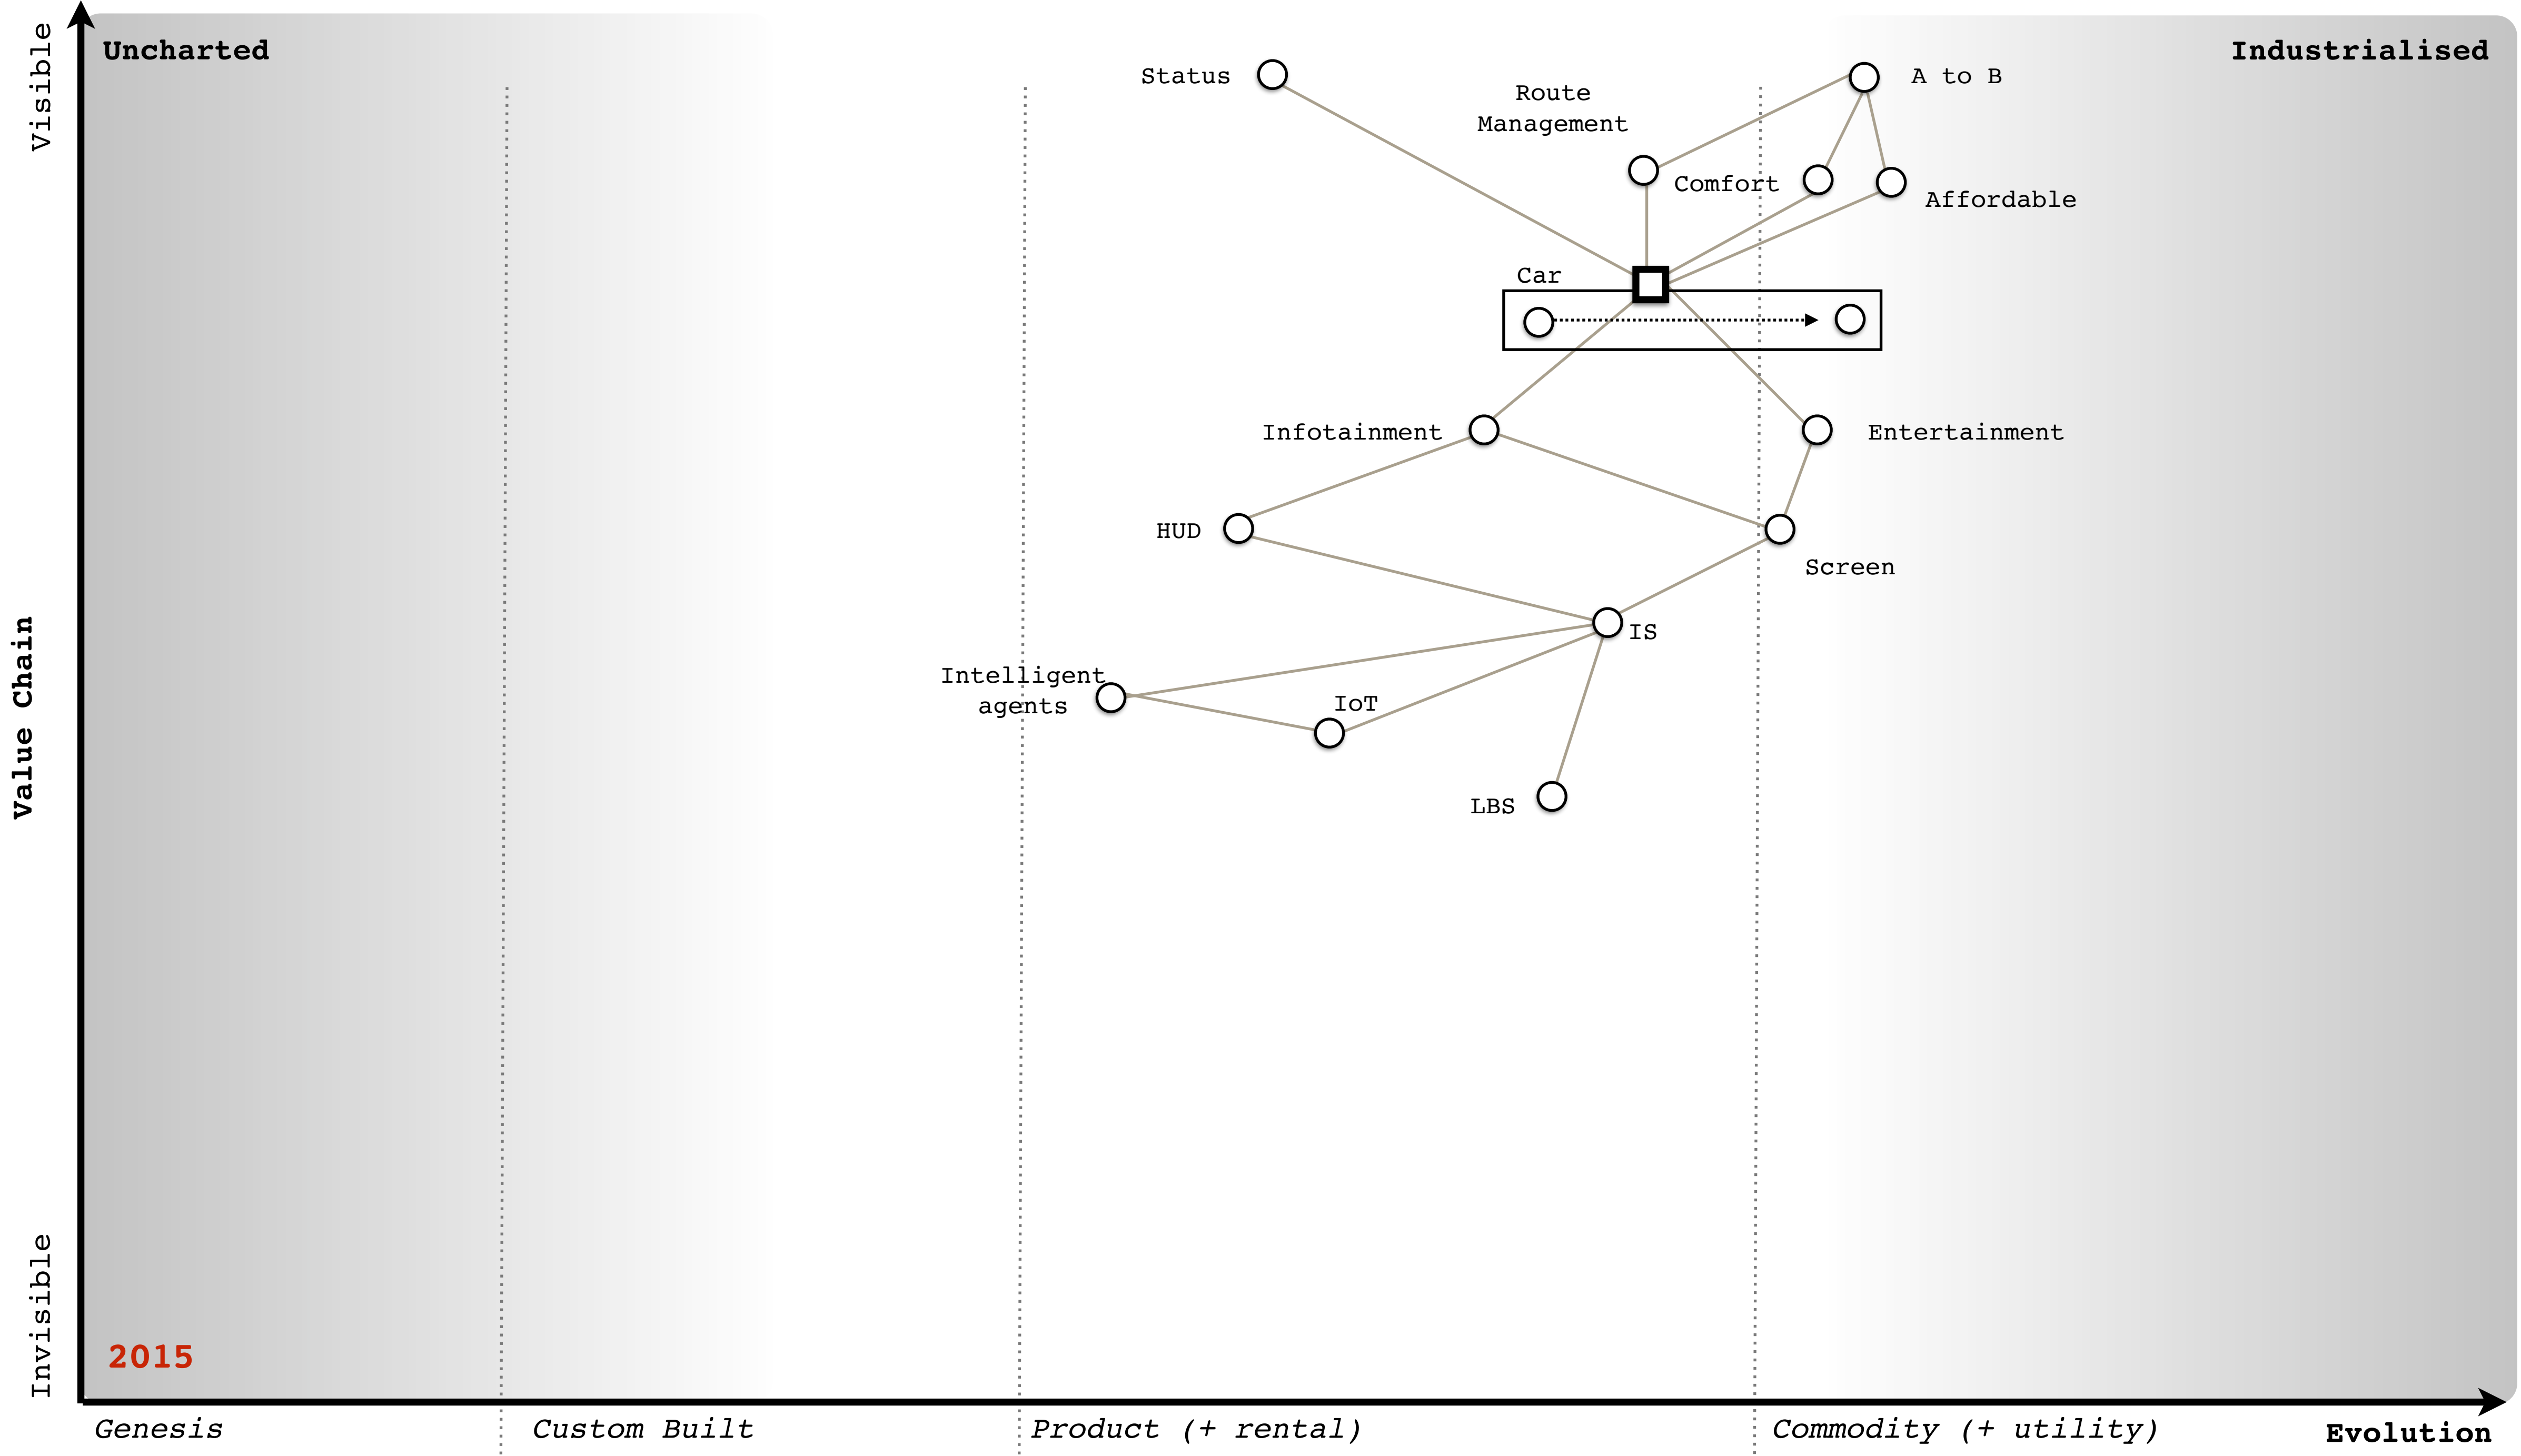 Visible
Uncharted
Industrialised
Status
Route
Management
A to B
Comfort
Affordable
Car
Infotainment
Entertainment
HUD
Screen
IS
Value Chain
Intelligent
agents
IoT
LBS
Invisible
2015
Genesis
Custom Built
Product (+ rental)
Commodity (+ utility)
Evolution